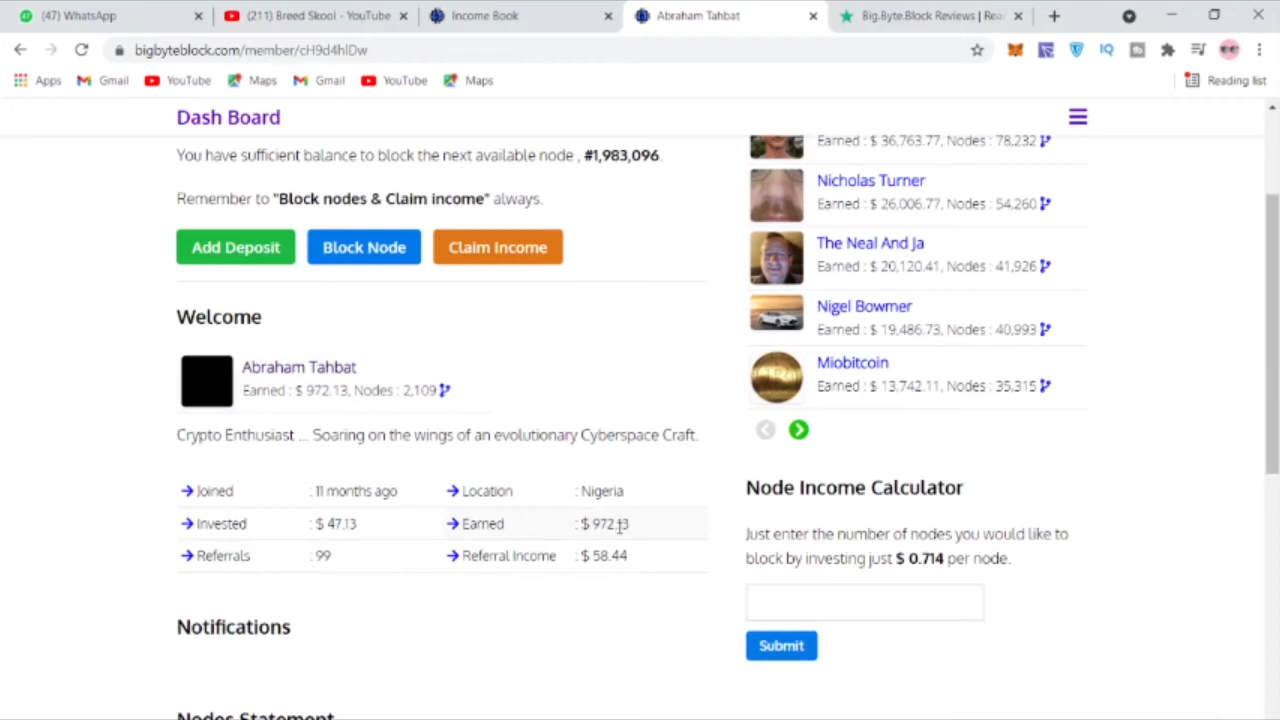 (47) WhatsApp
(211) Breed Skool - YouTube
Income Book
Abraham Tahbat
Big.Byte.Block Reviews | Rea
bigbyteblock.com/member/cH9d4hlDw
Apps
Gmail
YouTube
Maps
Gmail
YouTube
Maps
Reading list
Dash Board
You have sufficient balance to block the next available node , #1,983,096.
Remember to "Block nodes & Claim income" always.
Add Deposit
Block Node
Claim Income
Welcome
Abraham Tahbat
Earned : $ 972.13, Nodes : 2,109
Crypto Enthusiast ... Soaring on the wings of an evolutionary Cyberspace Craft.
Joined : 11 months ago Location : Nigeria
Invested : $ 47.13 Earned : $ 972.13
Referrals : 99 Referral Income : $ 58.44
Notifications
Nodes Statement
Earned : $ 36,763.77, Nodes : 78,232
Nicholas Turner
Earned : $ 26,006.77, Nodes : 54,260
The Neal And Ja
Earned : $ 20,120.41, Nodes : 41,926
Nigel Bowmer
Earned : $ 19,486.73, Nodes : 40,993
Miobitcoin
Earned : $ 13,742.11, Nodes : 35,315
Node Income Calculator
Just enter the number of nodes you would like to
block by investing just $ 0.714 per node.
Submit